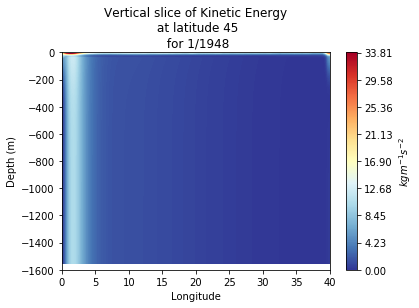 Vertical slice of Kinetic Energy
at latitude 45
for 1/1948
Depth (m)
0
−200
−400
−600
−800
−1000
−1200
−1400
−1600
0 5 10 15 20 25 30 35 40
Longitude
33.81
29.58
25.36
21.13
16.90
12.68
8.45
4.23
0.00
kgm⁻¹s⁻²